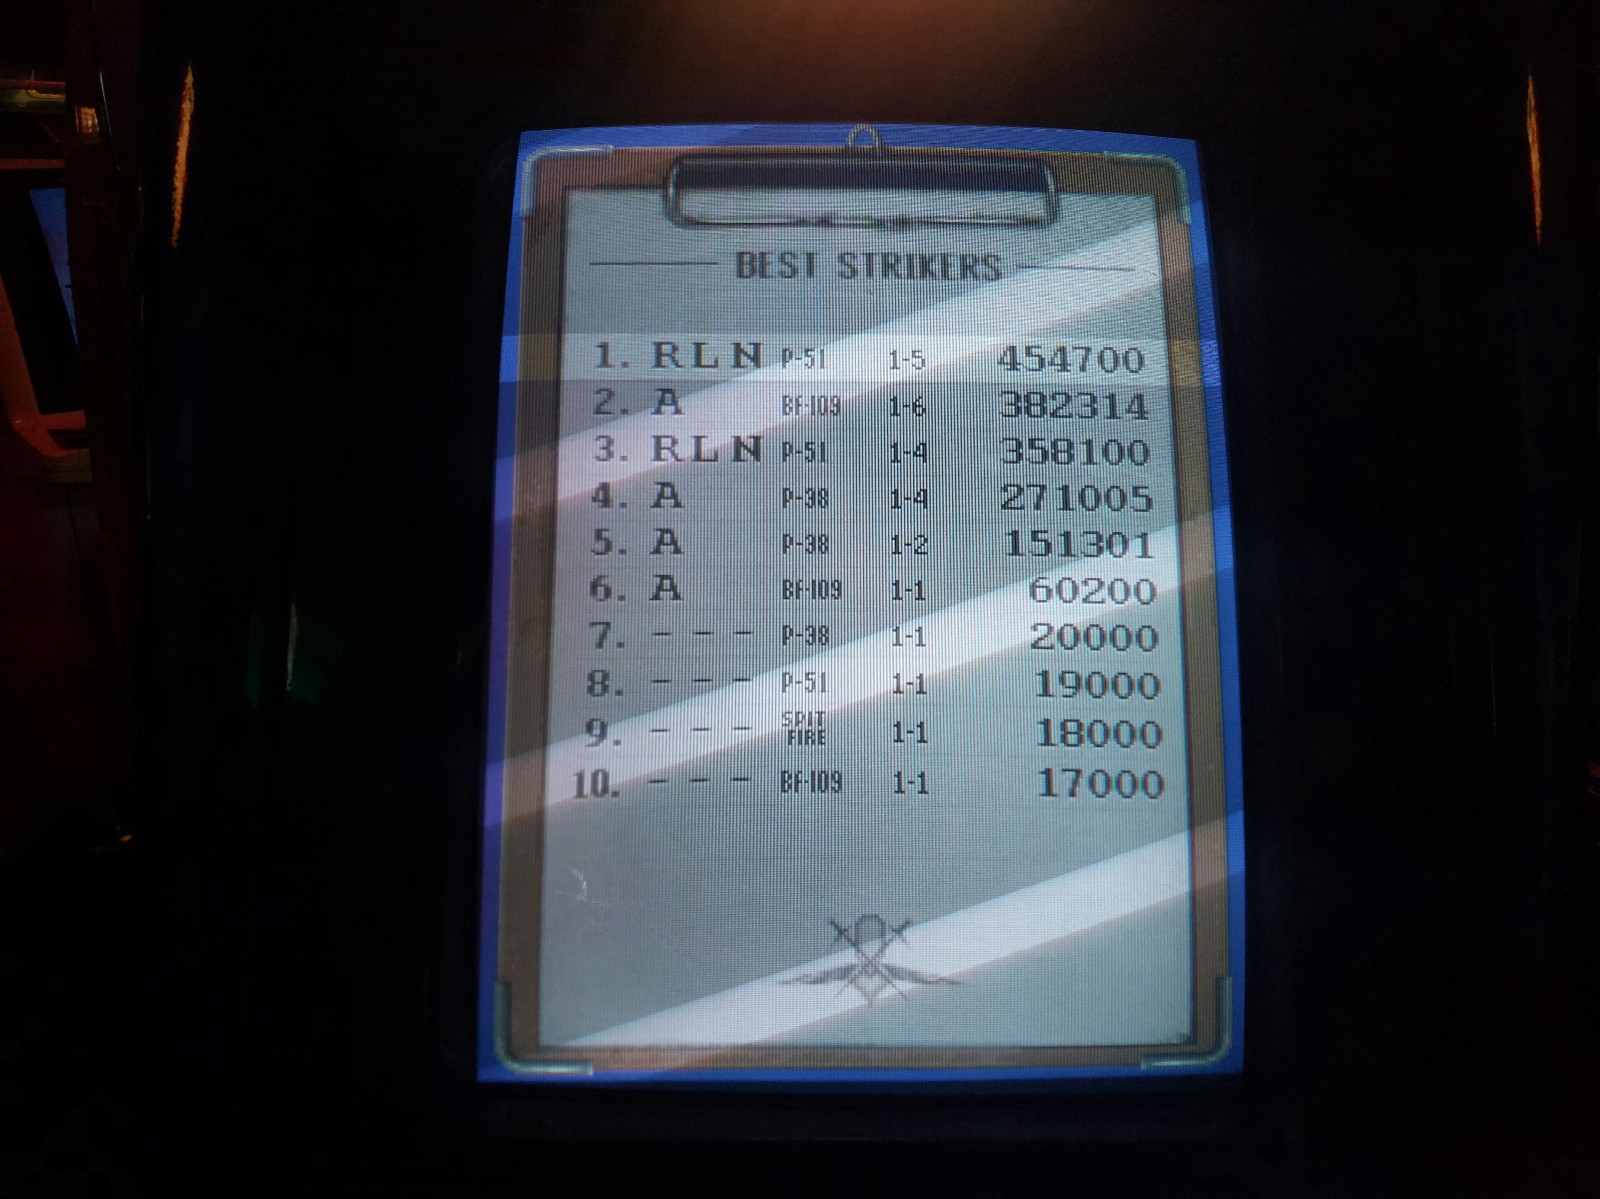 BEST STRIKERS
1. RLN P-51 1-5 454700
2. A BF-109 1-6 382314
3. RLN P-51 1-4 358100
4. A P-38 1-4 271005
5. A P-38 1-2 151301
6. A BF-109 1-1 60200
7. - - - P-38 1-1 20000
8. - - - P-51 1-1 19000
9. - - - SPIT FIRE 1-1 18000
10. - - - BF-109 1-1 17000